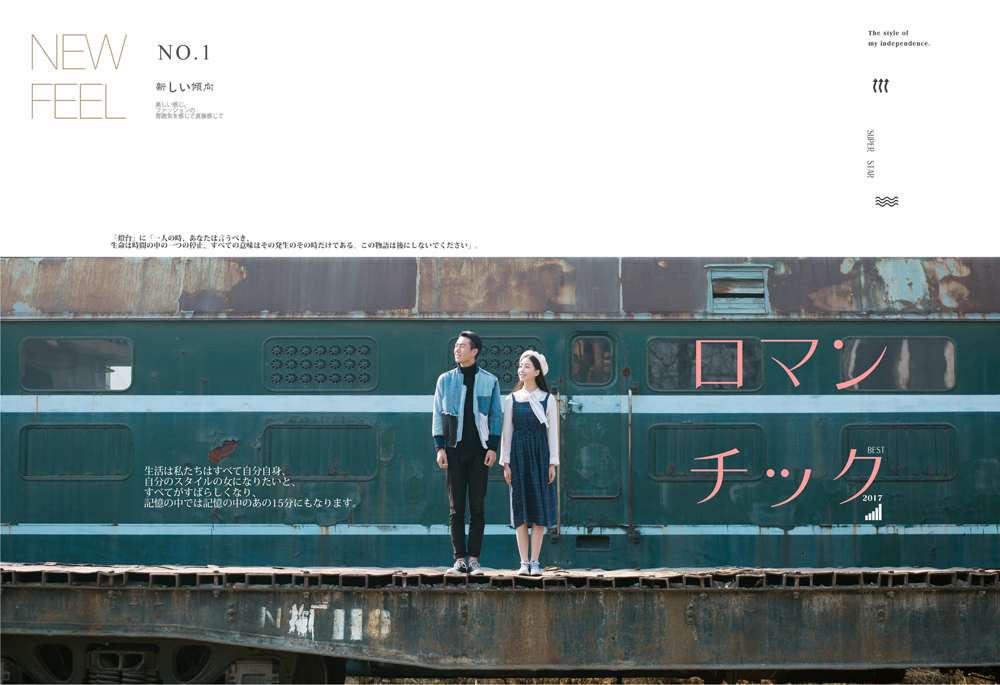 NEW
FEEL
NO.1
新しい傾向
美しい感じ、
ファッションの
雰囲気を感じて直接感じて
The style of
my independence.
SUPER STAR
「燈台」に「一人の時、あなたは言うべき、
生命は時間の中の一つの停止、すべての意味はその発生のその時だけである。この物語は後にしないでください」。
ロマン
チック
BEST
2017
生活は私たちはすべて自分自身、
自分のスタイルの女になりたいと、
すべてがすばらしくなり、
記憶の中では記憶の中のあの15分にもなります。